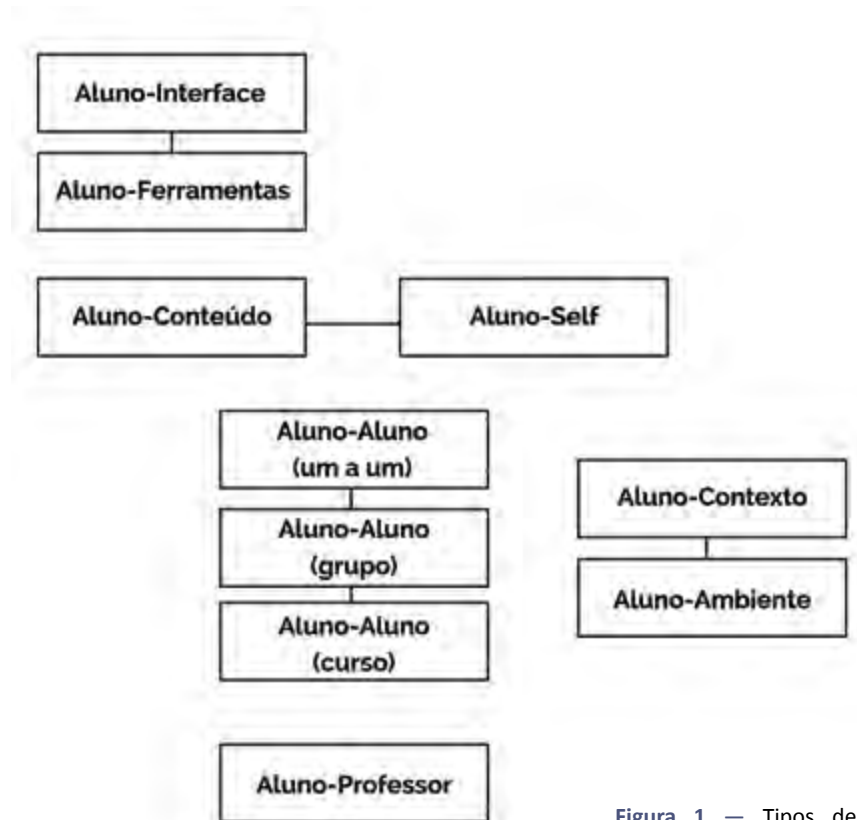 Aluno-Interface
Aluno-Ferramentas
Aluno-Conteúdo
Aluno-Self
Aluno-Aluno
(um a um)
Aluno-Aluno
(grupo)
Aluno-Aluno
(curso)
Aluno-Contexto
Aluno-Ambiente
Aluno-Professor
Figura 1 — Tipos de